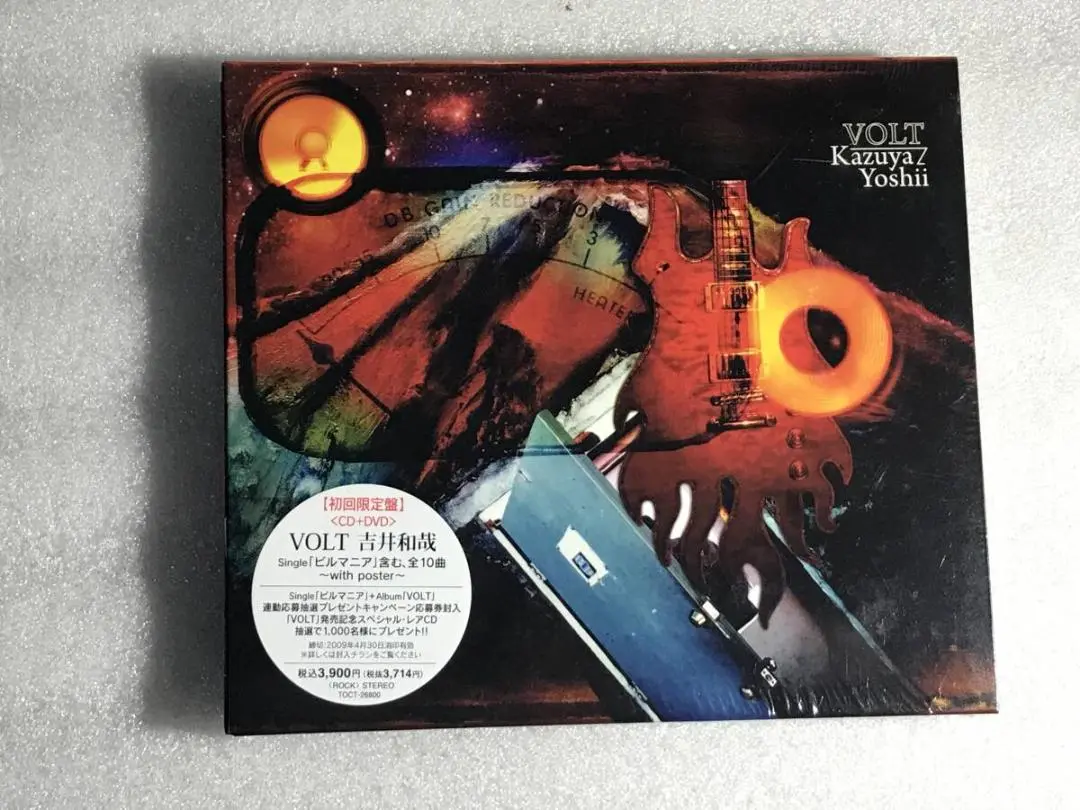 VOLT
Kazuya
Yoshii
DB GAIN REDUCTION
10 7 5 3
HEATE
【初回限定盤】
<CD+DVD>
VOLT 吉井和哉
Single「ビルマニア」含む、全10曲
～with poster～
Single「ビルマニア」+Album「VOLT」
連動応募抽選プレゼントキャンペーン応募券封入
「VOLT」発売記念スペシャル・レアCD
抽選で1,000名様にプレゼント!!
締切:2009年4月30日消印有効
※詳しくは封入チラシをご覧ください
税込3,900円(税抜3,714円)
〈ROCK〉 STEREO
TOCT-26800